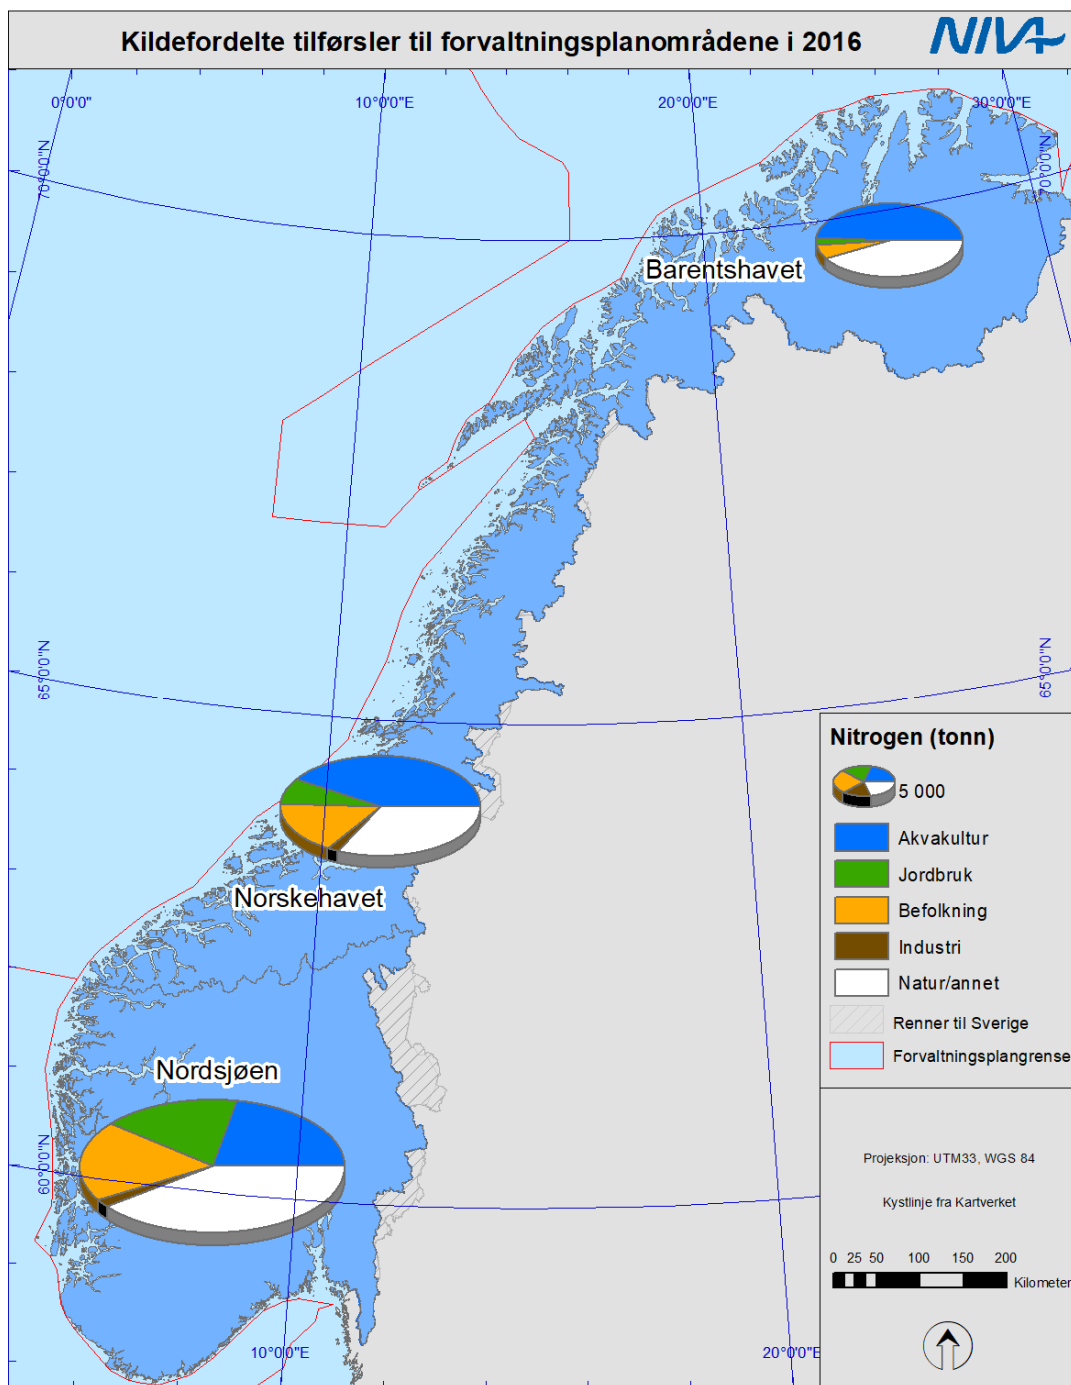 Kildefordelte tilførsler til forvaltningsplanområdene i 2016
NIVA
0°0'0"
10°0'0"E
20°0'0"E
30°0'0"E
70°0'0"N
70°0'0"N
Barentshavet
65°0'0"N
65°0'0"N
Norskehavet
Nordsjøen
60°0'0"N
10°0'0"E
20°0'0"E
Nitrogen (tonn)
5 000
Akvakultur
Jordbruk
Befolkning
Industri
Natur/annet
Renner til Sverige
Forvaltningsplangrense
Projeksjon: UTM33, WGS 84
Kystlinje fra Kartverket
0 25 50 100 150 200
Kilometer